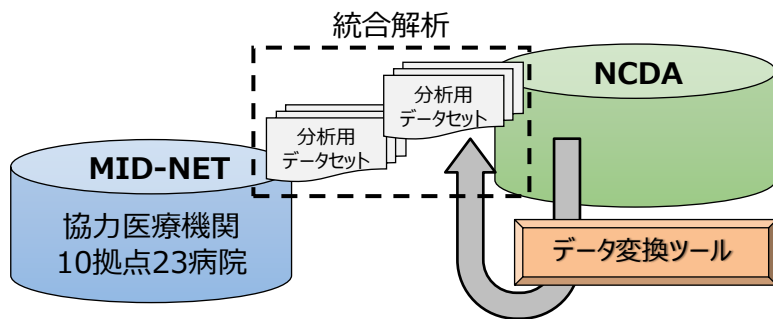 統合解析
NCDA
分析用
データセット
分析用
データセット
MID-NET
協力医療機関
10拠点23病院
データ変換ツール